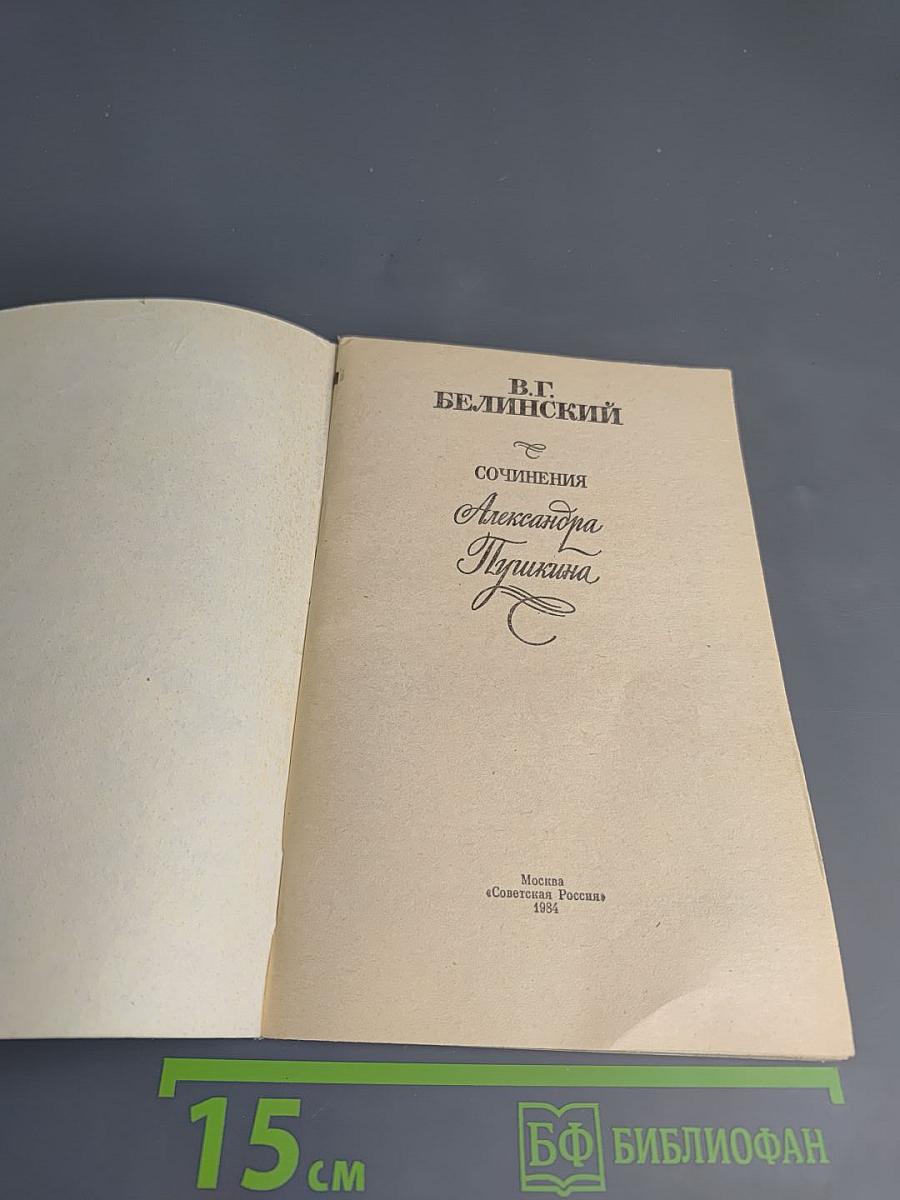 В.Г.
БЕЛИНСКИЙ
СОЧИНЕНИЯ
Александра
Пушкина
Москва
«Советская Россия»
1984
15 см
БФ БИБЛИОФАН